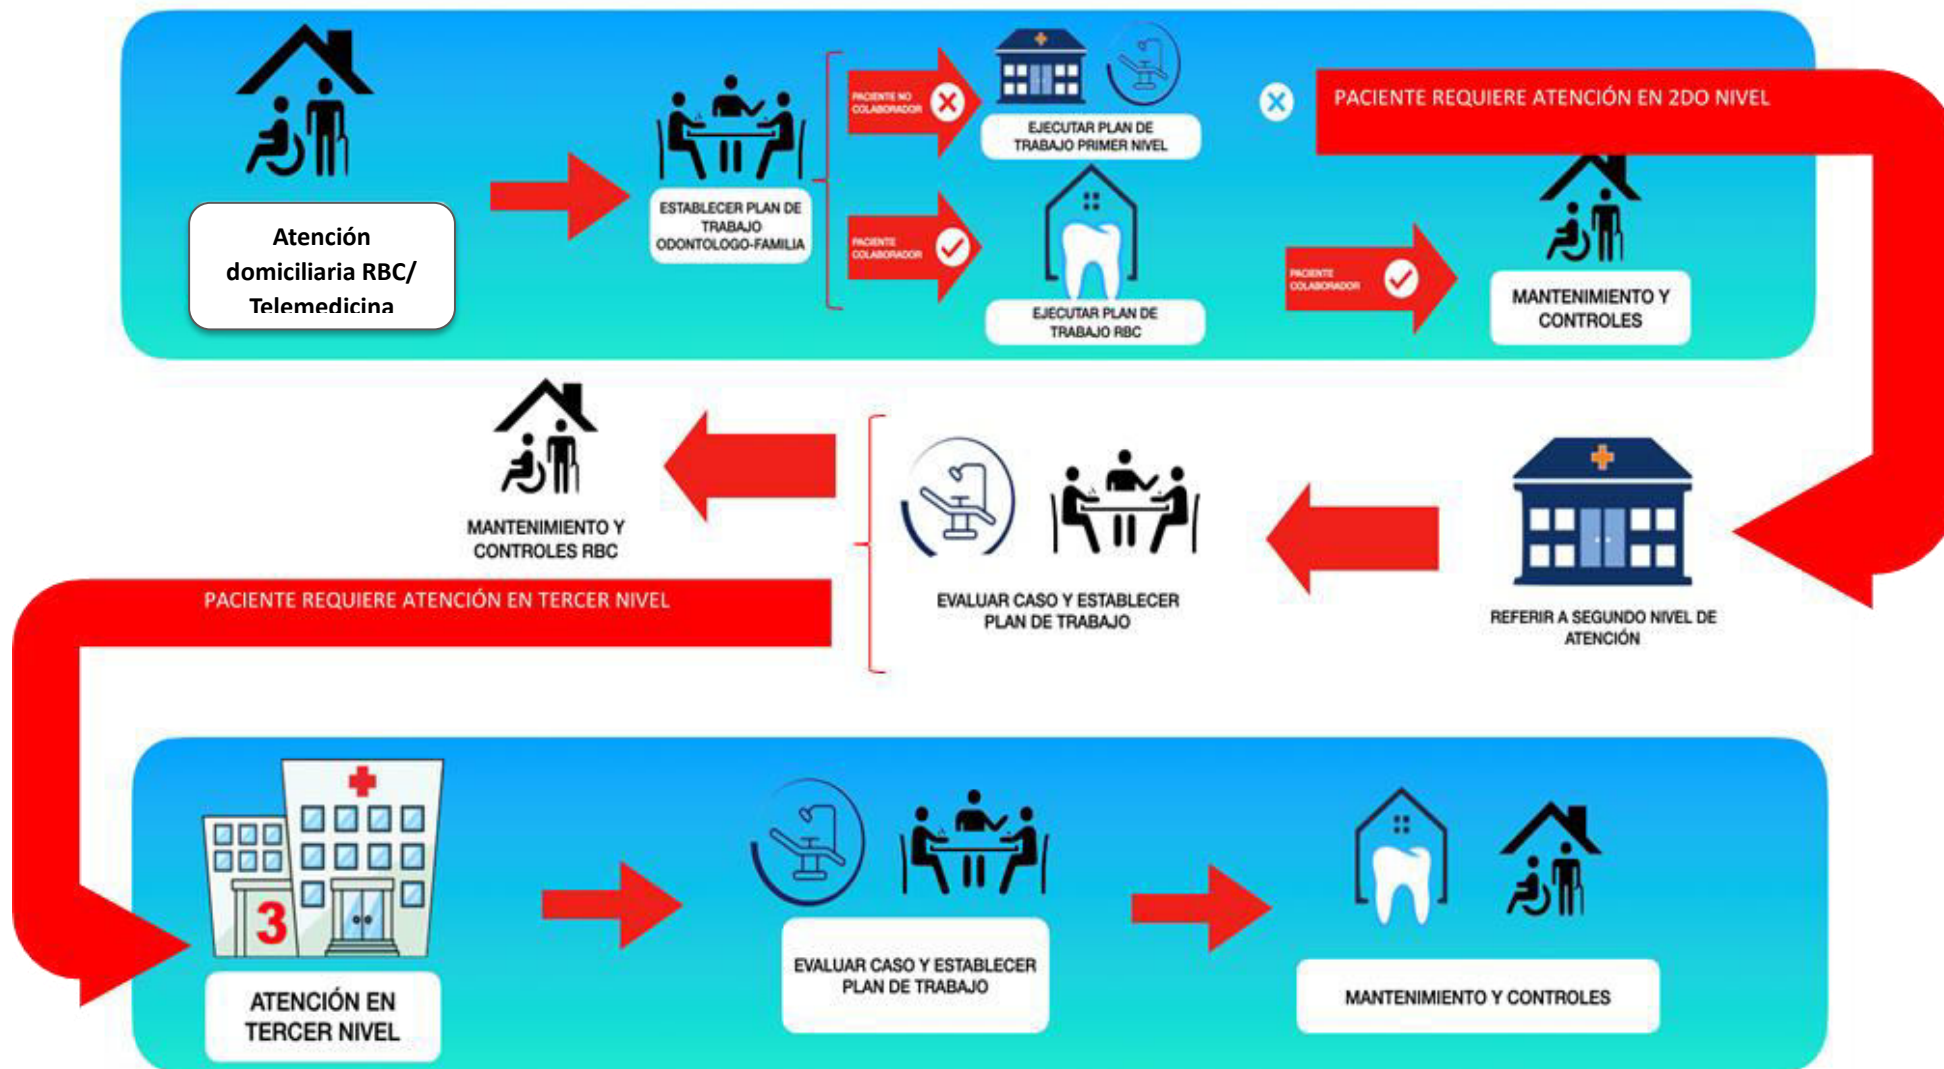 Atención
domiciliaria RBC/
Telemedicina
ESTABLECER PLAN DE
TRABAJO
ODONTOLOGO-FAMILIA
PACIENTE NO
COLABORADOR
EJECUTAR PLAN DE
TRABAJO PRIMER NIVEL
PACIENTE
COLABORADOR
EJECUTAR PLAN DE
TRABAJO RBC
PACIENTE REQUIERE ATENCIÓN EN 2DO NIVEL
PACIENTE
COLABORADOR
MANTENIMIENTO Y
CONTROLES
REFERIR A SEGUNDO NIVEL DE
ATENCIÓN
EVALUAR CASO Y ESTABLECER
PLAN DE TRABAJO
MANTENIMIENTO Y
CONTROLES RBC
PACIENTE REQUIERE ATENCIÓN EN TERCER NIVEL
3
ATENCIÓN EN
TERCER NIVEL
EVALUAR CASO Y ESTABLECER
PLAN DE TRABAJO
MANTENIMIENTO Y CONTROLES